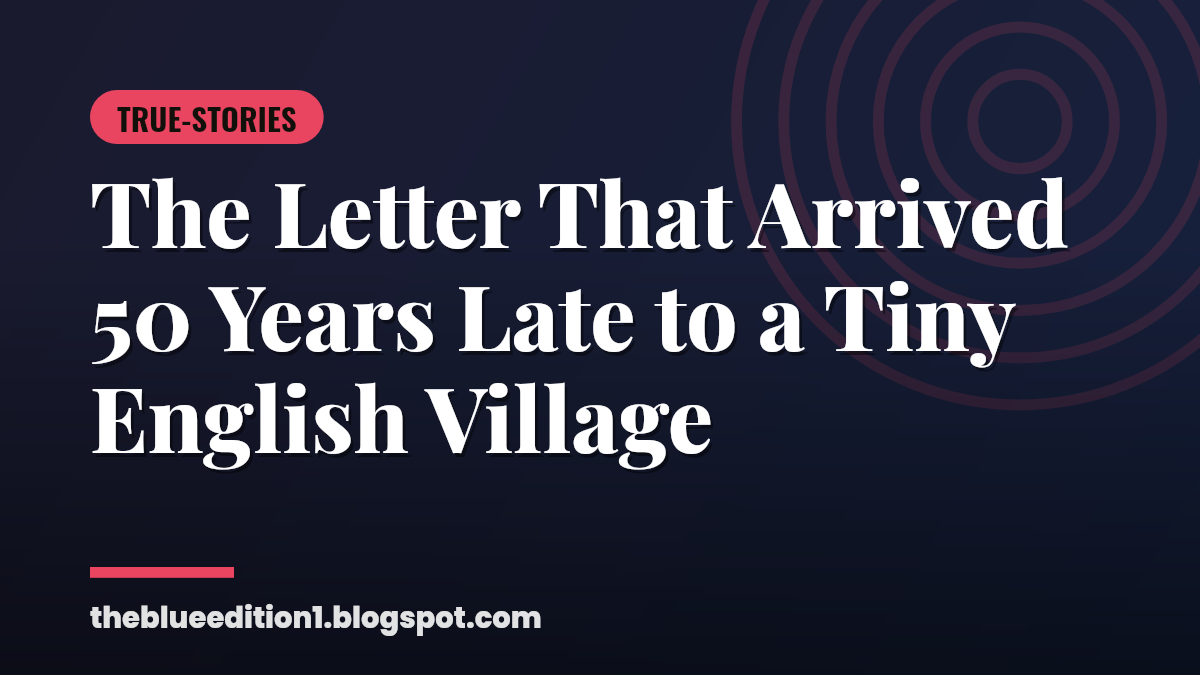 TRUE-STORIES
The Letter That Arrived
50 Years Late to a Tiny
English Village
theblueedition1.blogspot.com